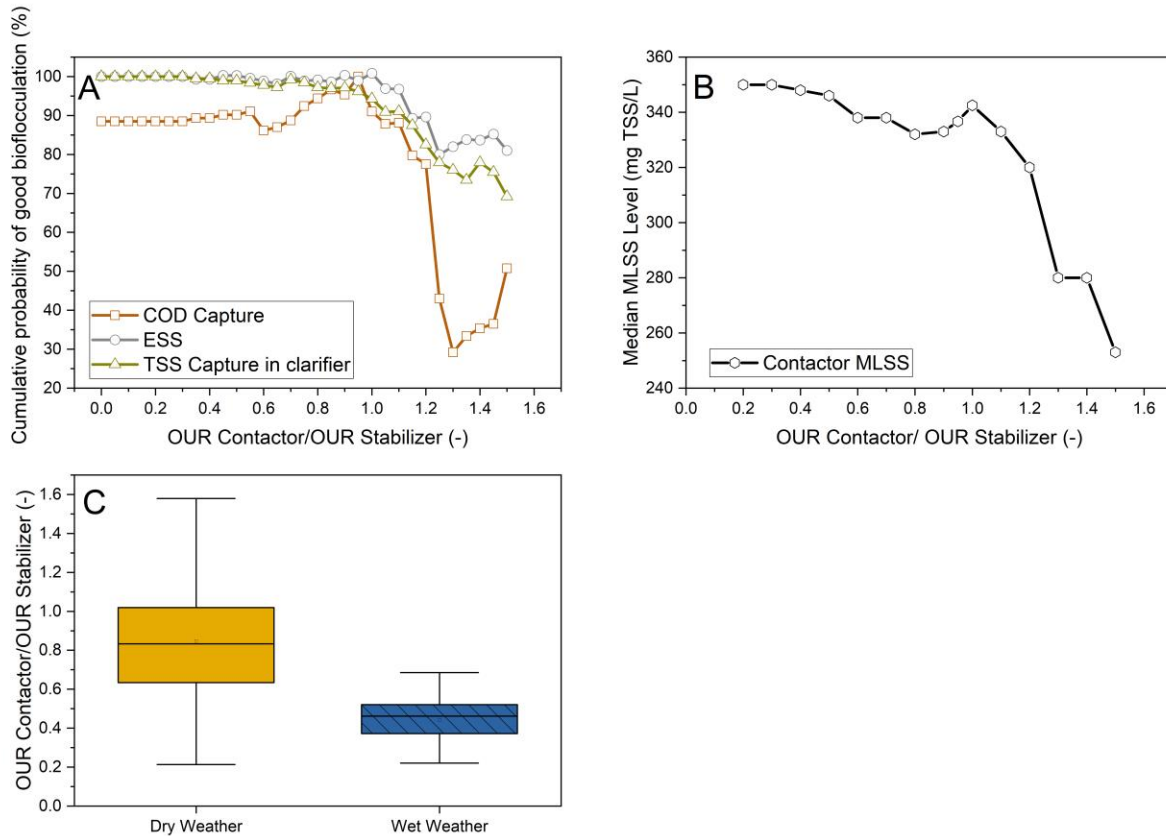 Cumulative probability of good bioflocculation (%)
A
100
90
80
70
60
50
40
30
20
COD Capture
ESS
TSS Capture in clarifier
0.0 0.2 0.4 0.6 0.8 1.0 1.2 1.4 1.6
OUR Contactor/OUR Stabilizer (-)
Median MLSS Level (mg TSS/L)
B
360
340
320
300
280
260
240
Contactor MLSS
0.0 0.2 0.4 0.6 0.8 1.0 1.2 1.4 1.6
OUR Contactor/ OUR Stabilizer (-)
OUR Contactor/OUR Stabilizer (-)
C
1.6
1.4
1.2
1.0
0.8
0.6
0.4
0.2
0.0
Dry Weather Wet Weather